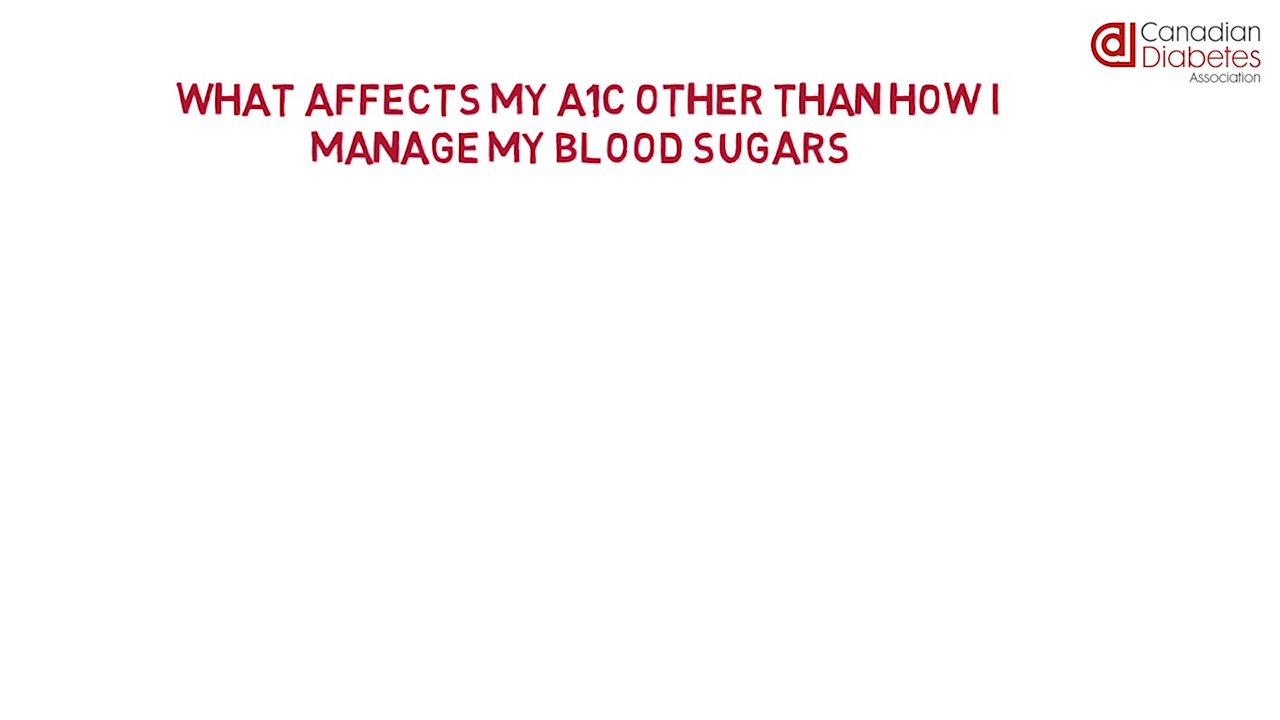 Canadian
Diabetes
Association
WHAT AFFECTS MY A1C OTHER THAN HOW I
MANAGE MY BLOOD SUGARS